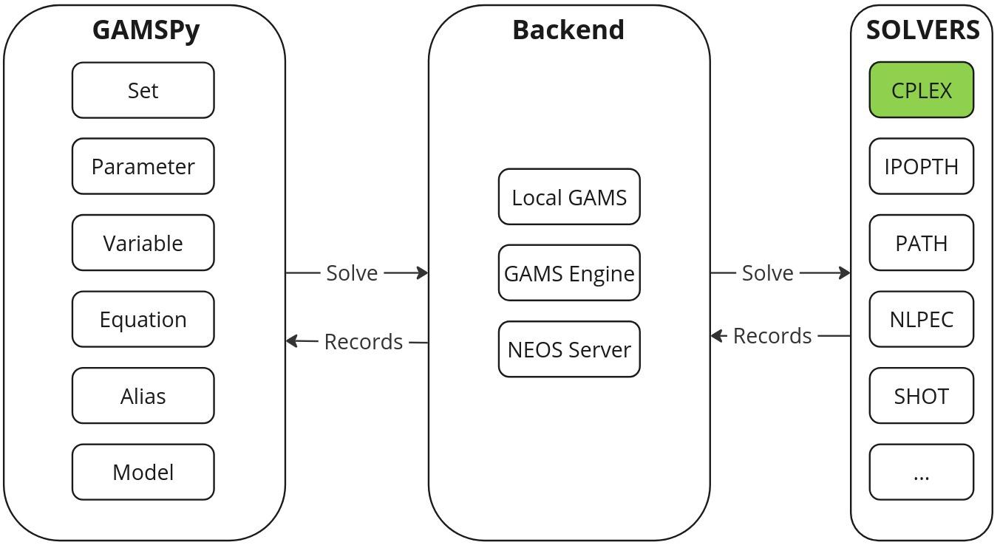 GAMSPy
Set
Parameter
Variable
Equation
Alias
Model
Solve
Records
Backend
Local GAMS
GAMS Engine
NEOS Server
Solve
Records
SOLVERS
CPLEX
IPOPTH
PATH
NLPEC
SHOT
...